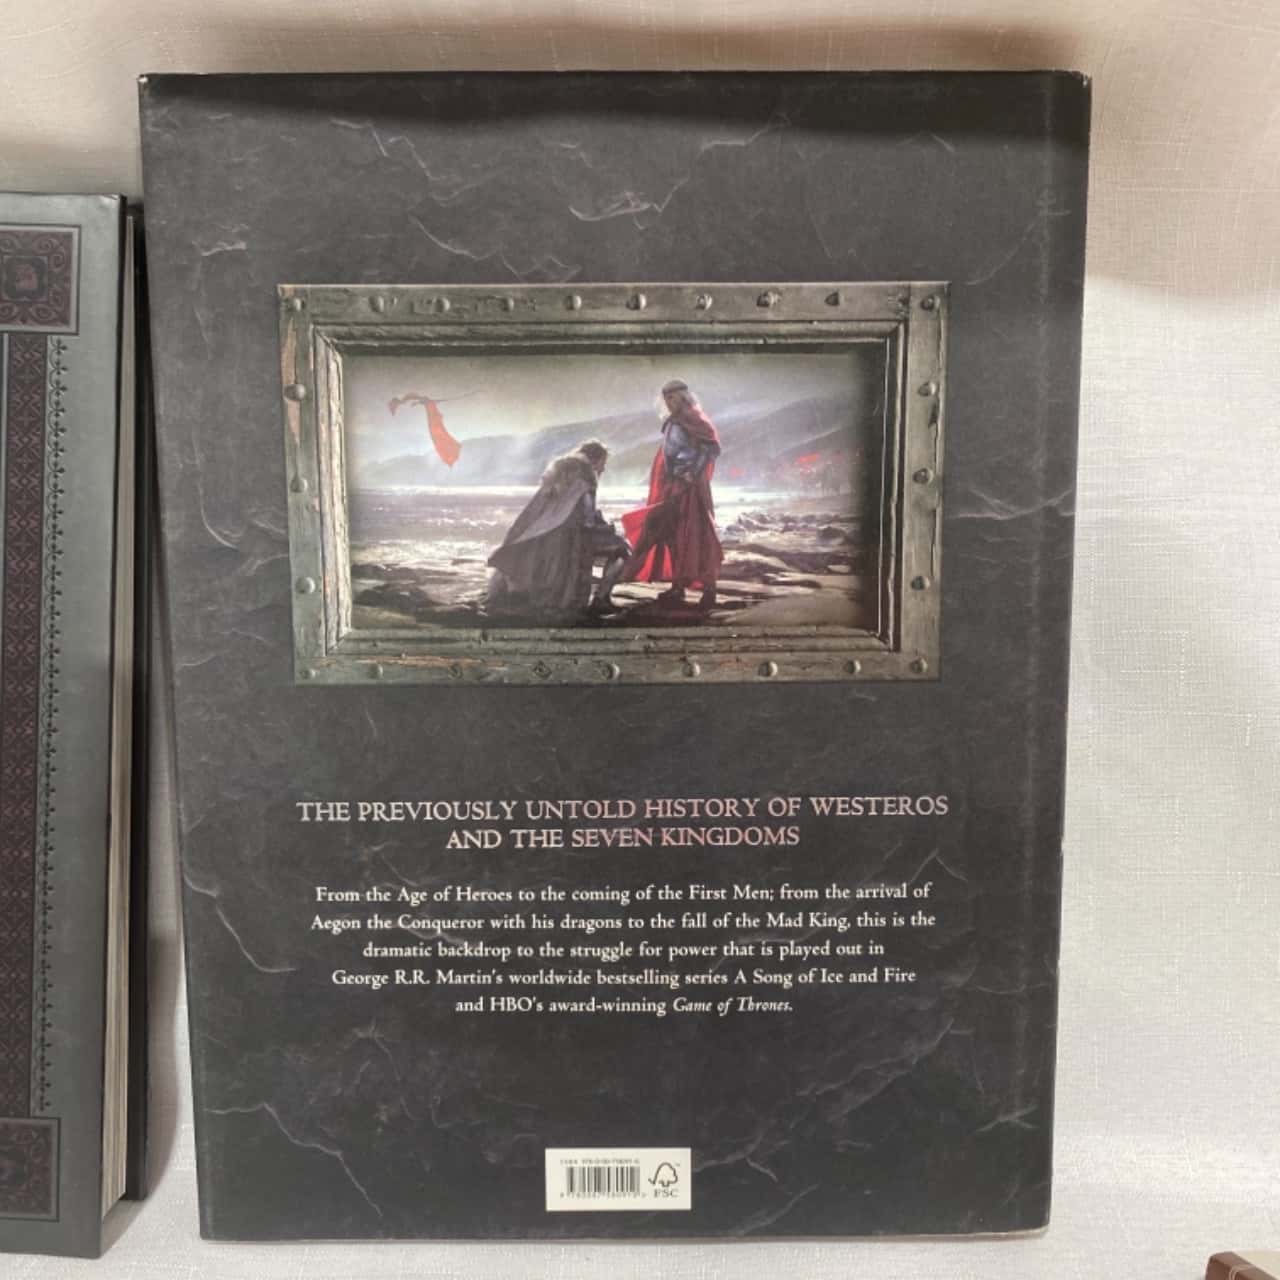 THE PREVIOUSLY UNTOLD HISTORY OF WESTEROS
AND THE SEVEN KINGDOMS
From the Age of Heroes to the coming of the First Men; from the arrival of
Aegon the Conqueror with his dragons to the fall of the Mad King, this is the
dramatic backdrop to the struggle for power that is played out in
George R.R. Martin's worldwide bestselling series A Song of Ice and Fire
and HBO's award-winning Game of Thrones.
FSC